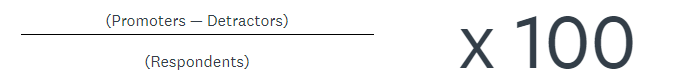 (Promoters — Detractors)
(Respondents)
x 100